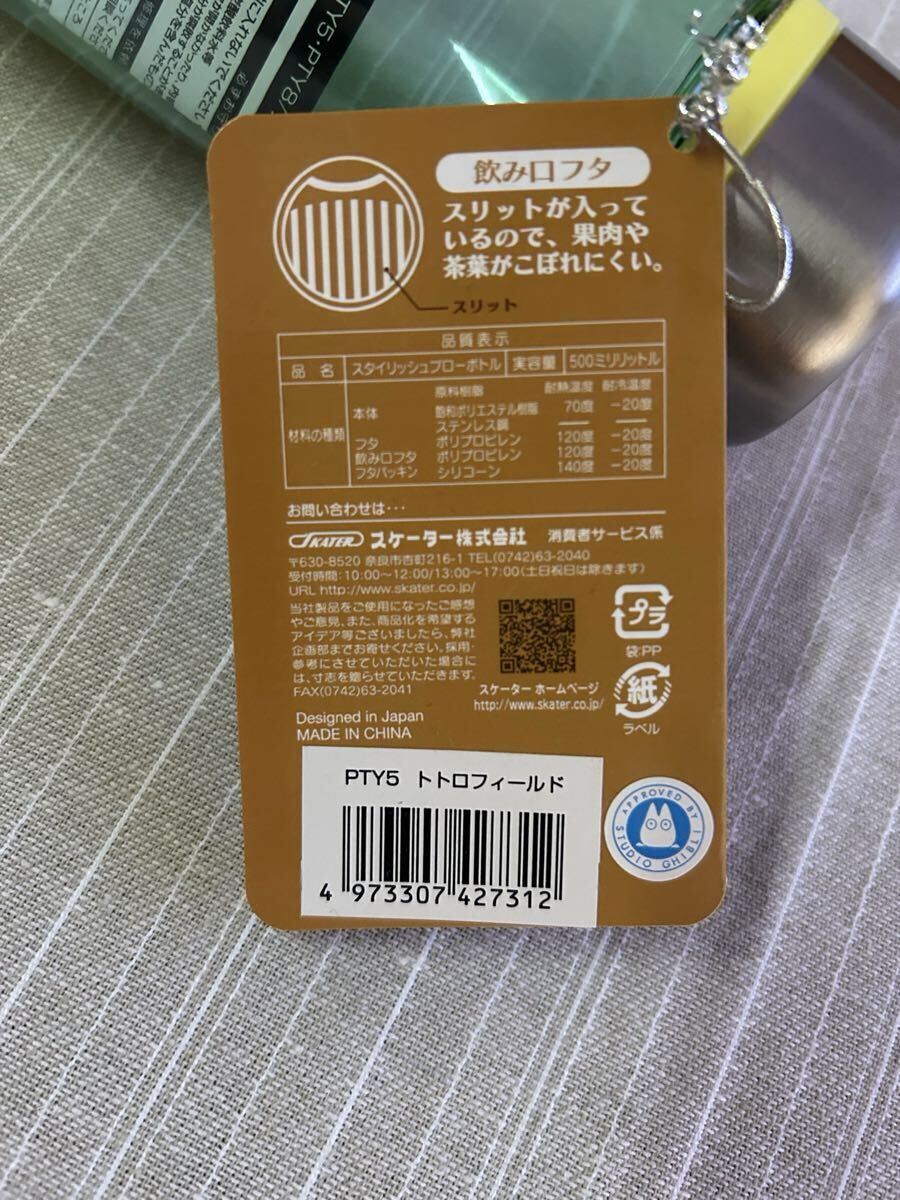 PTY5・PTY8
飲み口フタ
スリットが入って
いるので、果肉や
茶葉がこぼれにくい。
スリット
品質表示
品 名 スタイリッシュブローボトル 実容量 500ミリリットル
原料樹脂 耐熱温度 耐冷温度
材料の種類
本体 飽和ポリエステル樹脂 70度 −20度
ステンレス鋼 ― ―
フタ ポリプロピレン 120度 −20度
飲み口フタ ポリプロピレン 120度 −20度
フタパッキン シリコーン 140度 −20度
お問い合わせは…
SKATER スケーター株式会社 消費者サービス係
〒630-8520 奈良市杏町216-1 TEL(0742)63-2040
受付時間:10:00〜12:00/13:00〜17:00(土日祝日は除きます)
URL http://www.skater.co.jp/
当社製品をご使用になったご感想
やご意見、また、商品化を希望する
アイデア等ございましたら、弊社
企画部までお寄せください。採用・
参考にさせていただいた場合に
は、寸志を贈らせていただきます。
FAX(0742)63-2041
スケーター ホームページ
http://www.skater.co.jp/
プラ
袋:PP
紙
ラベル
Designed in Japan
MADE IN CHINA
PTY5 トトロフィールド
4 973307 427312
APPROVED BY
STUDIO GHIBLI